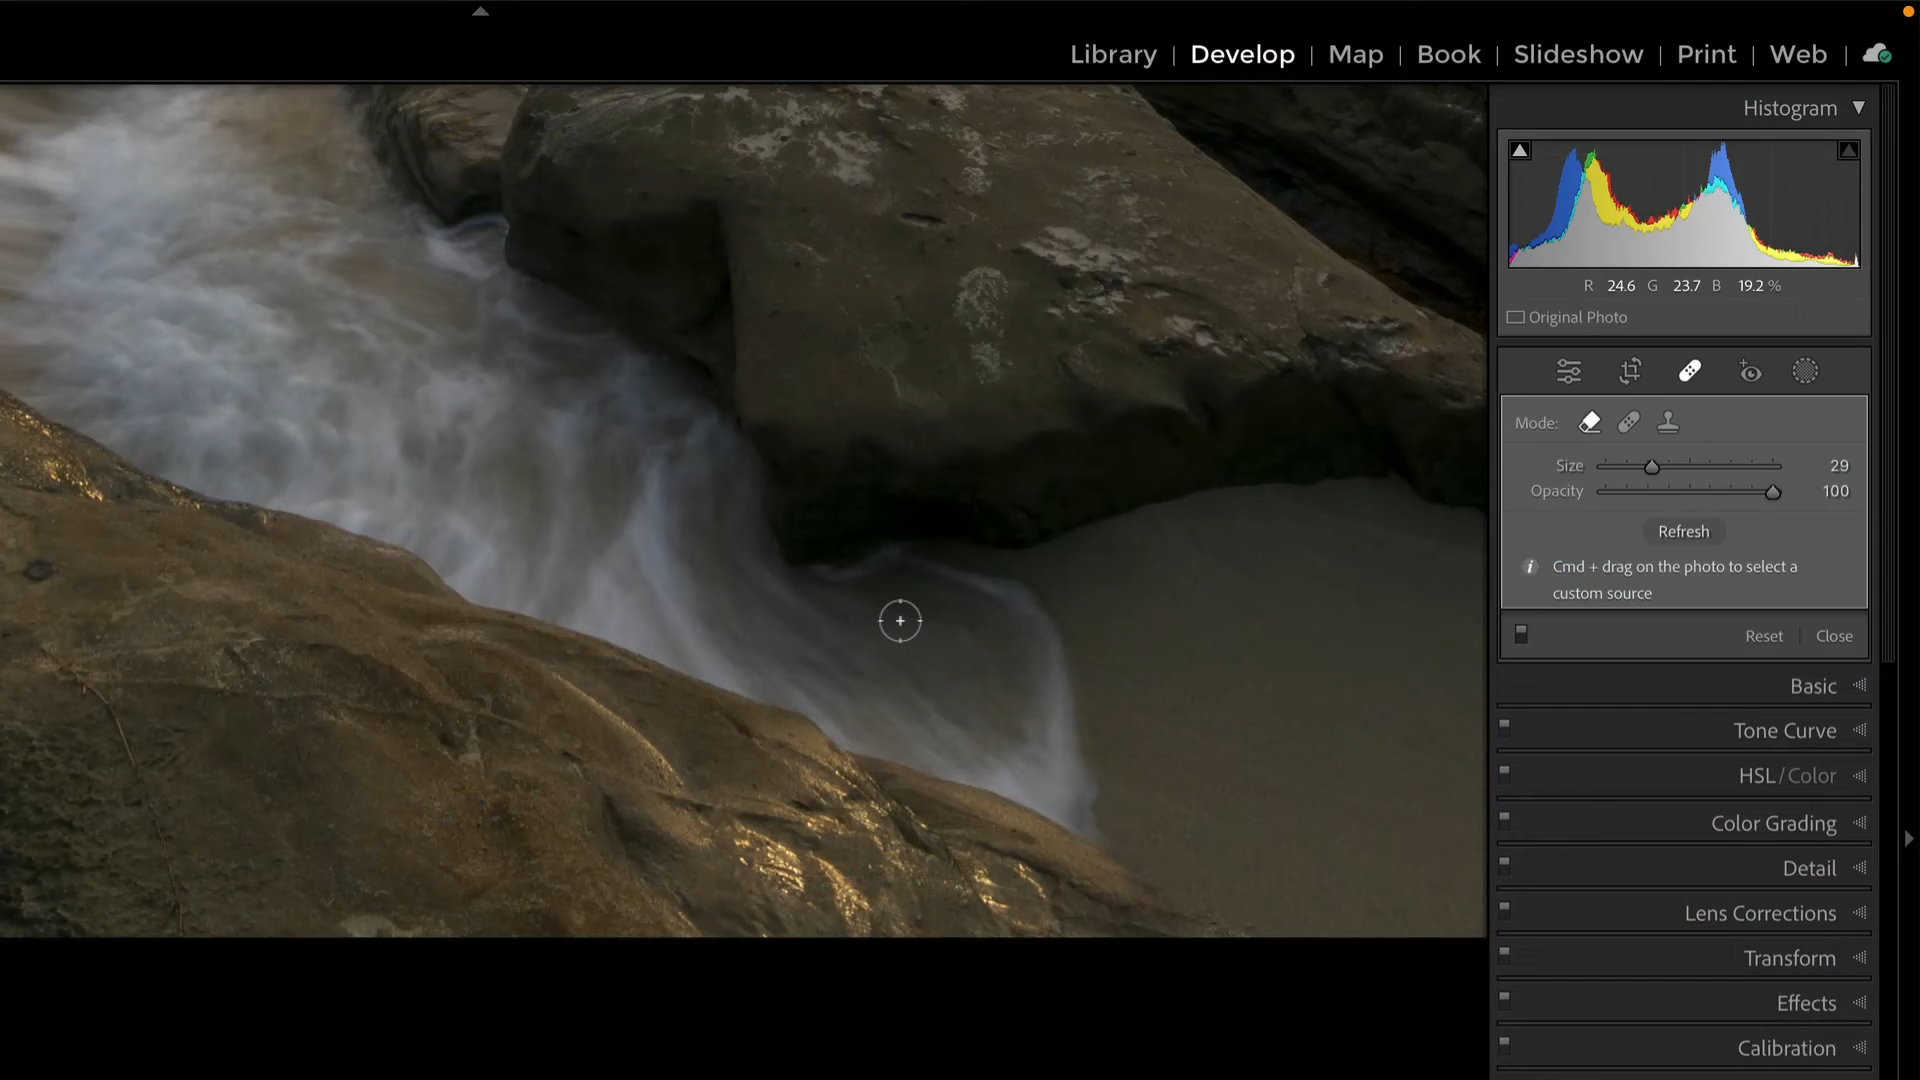 Library | Develop | Map | Book | Slideshow | Print | Web |
Histogram
R 24.6 G 23.7 B 19.2 %
Original Photo
Mode:
Size 29
Opacity 100
Refresh
Cmd + drag on the photo to select a
custom source
Reset | Close
Basic
Tone Curve
HSL / Color
Color Grading
Detail
Lens Corrections
Transform
Effects
Calibration